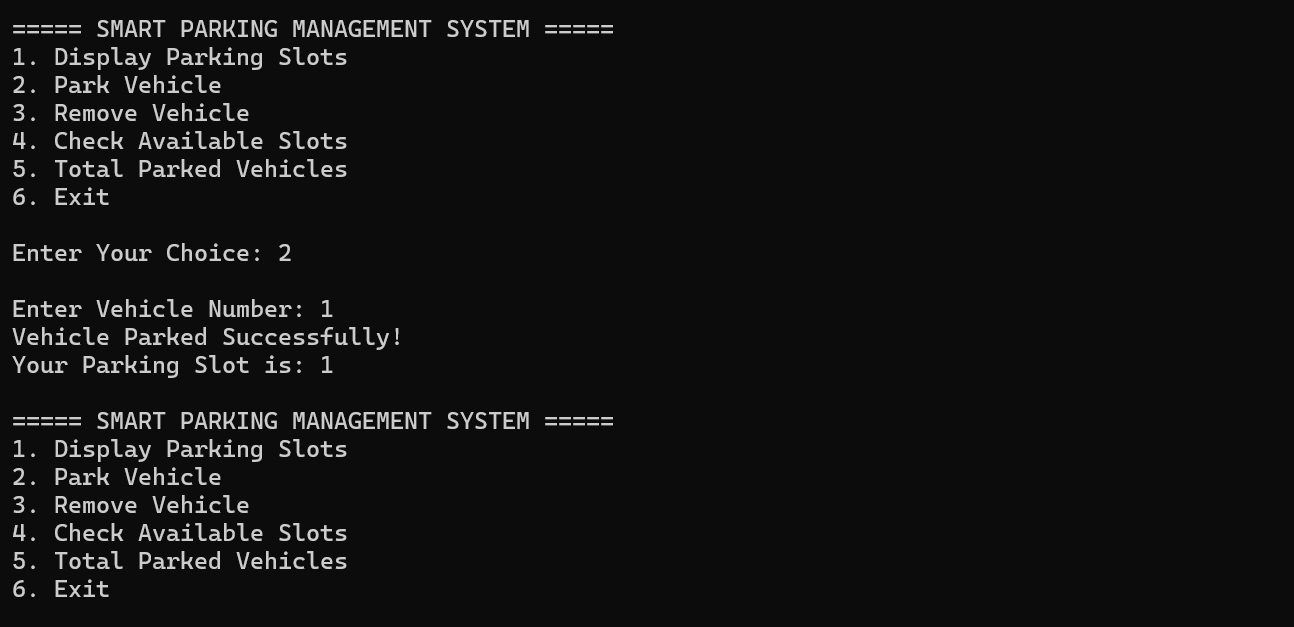 ===== SMART PARKING MANAGEMENT SYSTEM =====
1. Display Parking Slots
2. Park Vehicle
3. Remove Vehicle
4. Check Available Slots
5. Total Parked Vehicles
6. Exit

Enter Your Choice: 2

Enter Vehicle Number: 1
Vehicle Parked Successfully!
Your Parking Slot is: 1

===== SMART PARKING MANAGEMENT SYSTEM =====
1. Display Parking Slots
2. Park Vehicle
3. Remove Vehicle
4. Check Available Slots
5. Total Parked Vehicles
6. Exit